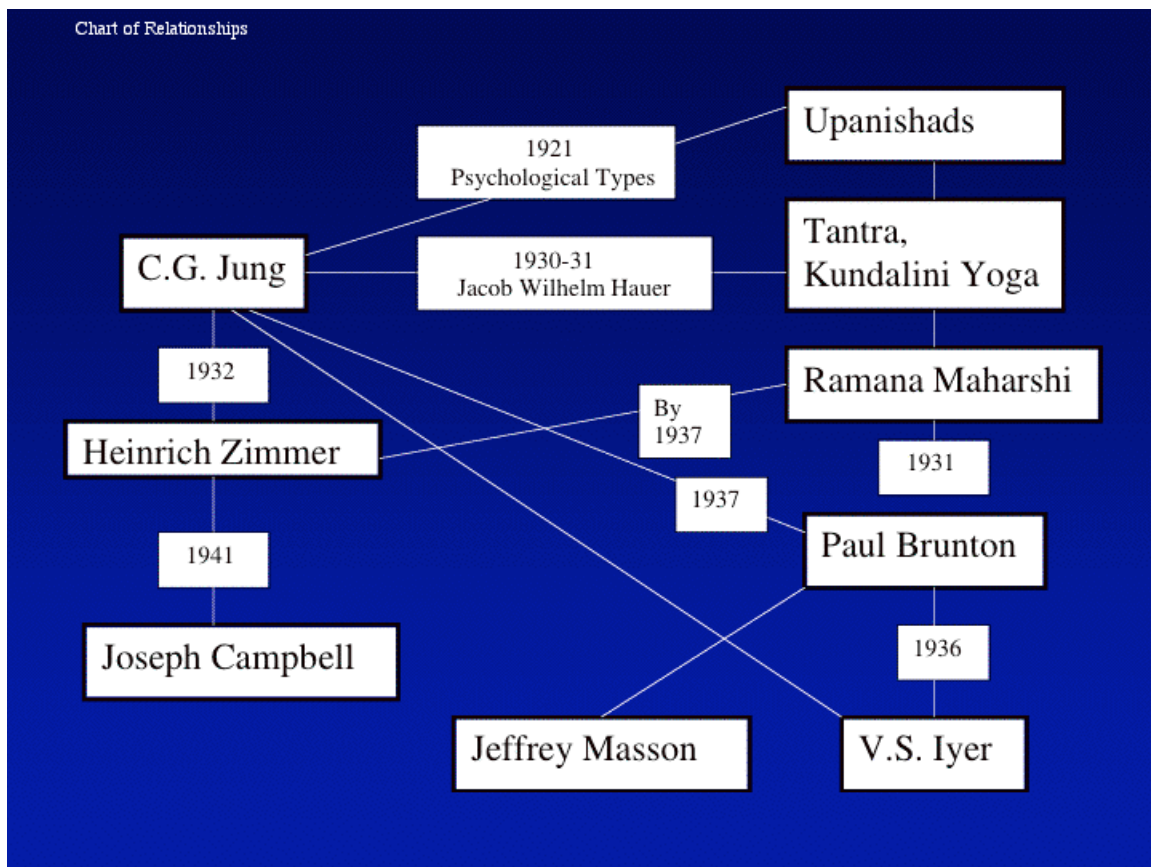 Chart of Relationships
Upanishads
1921
Psychological Types
Tantra,
Kundalini Yoga
C.G. Jung
1930-31
Jacob Wilhelm Hauer
1932
Ramana Maharshi
By
1937
Heinrich Zimmer
1931
1937
Paul Brunton
1941
Joseph Campbell
1936
Jeffrey Masson
V.S. Iyer